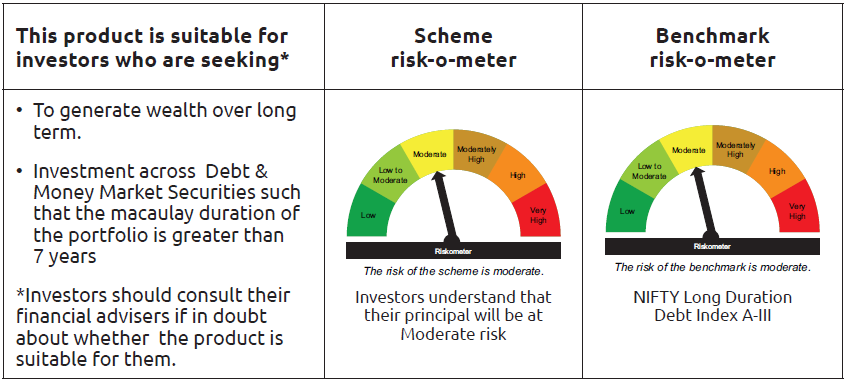 This product is suitable for
investors who are seeking*
Scheme
risk-o-meter
Benchmark
risk-o-meter
• To generate wealth over long
term.
• Investment across Debt &
Money Market Securities such
that the macaulay duration of
the portfolio is greater than
7 years
*Investors should consult their
financial advisers if in doubt
about whether the product is
suitable for them.
Low
Low to
Moderate
Moderate
Moderately
High
High
Very
High
Riskometer
The risk of the scheme is moderate.
Investors understand that
their principal will be at
Moderate risk
Low
Low to
Moderate
Moderate
Moderately
High
High
Very
High
Riskometer
The risk of the benchmark is moderate.
NIFTY Long Duration
Debt Index A-III